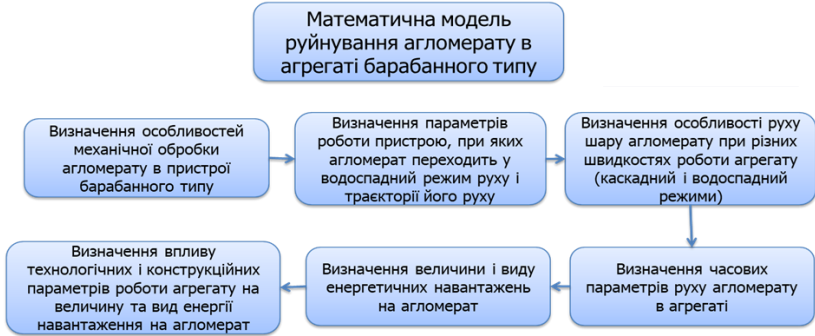 Математична модель
руйнування агломерату в
агрегаті барабанного типу
Визначення особливостей
механічної обробки
агломерату в пристрої
барабанного типу
Визначення параметрів
роботи пристрою, при яких
агломерат переходить у
водоспадний режим руху і
траєкторії його руху
Визначення особливості руху
шару агломерату при різних
швидкостях роботи агрегату
(каскадний і водоспадний
режими)
Визначення часових
параметрів руху агломерату
в агрегаті
Визначення величини і виду
енергетичних навантажень
на агломерат
Визначення впливу
технологічних і конструкційних
параметрів роботи агрегату на
величину та вид енергії
навантаження на агломерат